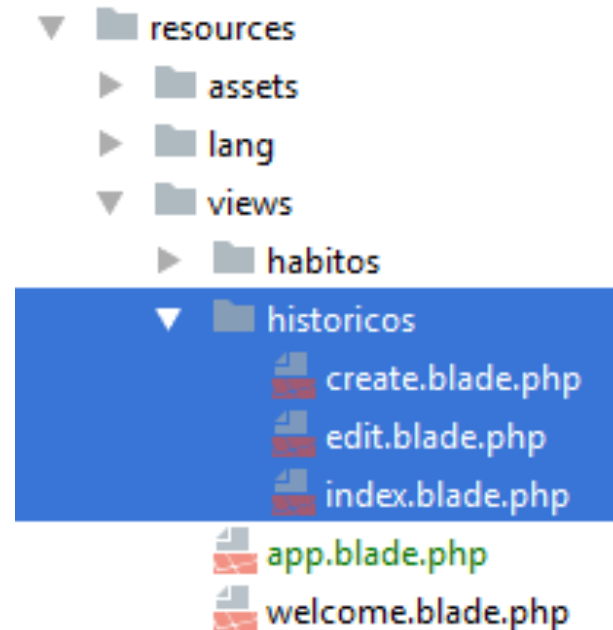 resources
assets
lang
views
habitos
historicos
create.blade.php
edit.blade.php
index.blade.php
app.blade.php
welcome.blade.php